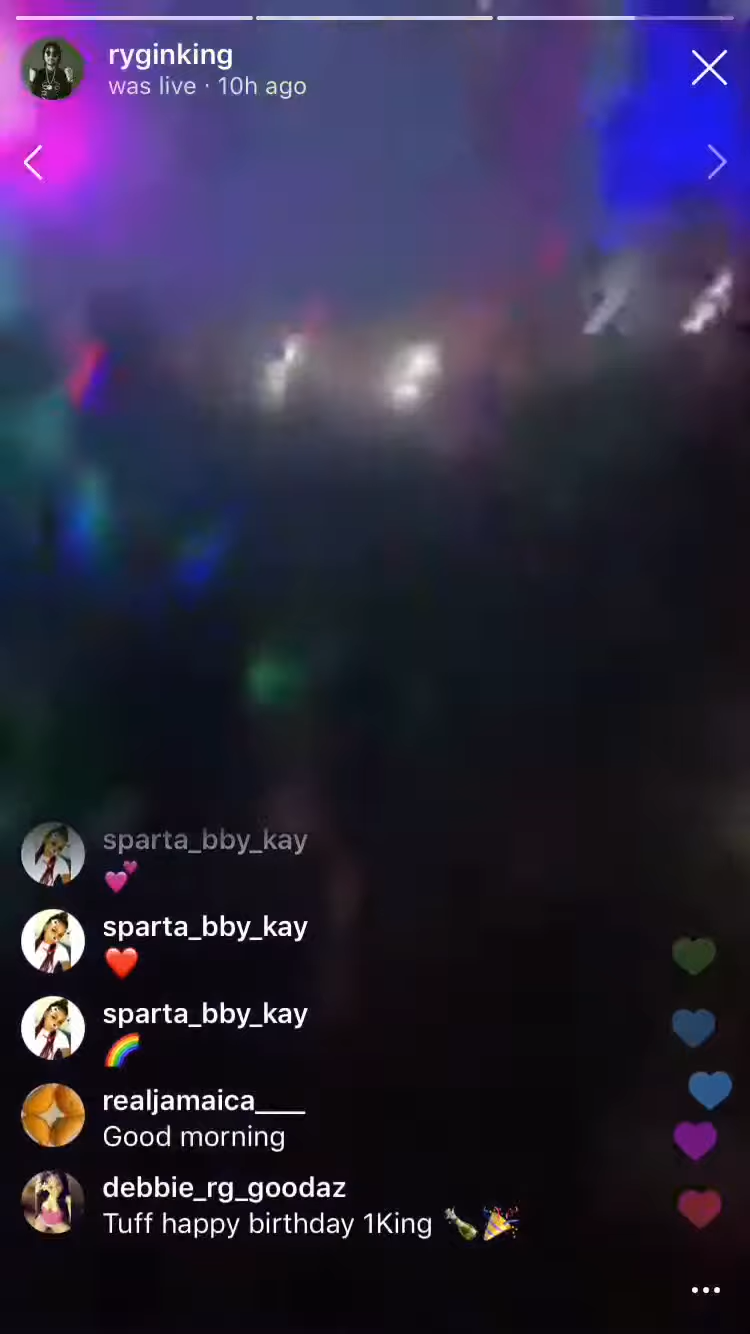 ryginking
was live · 10h ago
sparta_bby_kay
💕
sparta_bby_kay
❤️
sparta_bby_kay
🌈
realjamaica____
Good morning
debbie_rg_goodaz
Tuff happy birthday 1King 🍾🎉